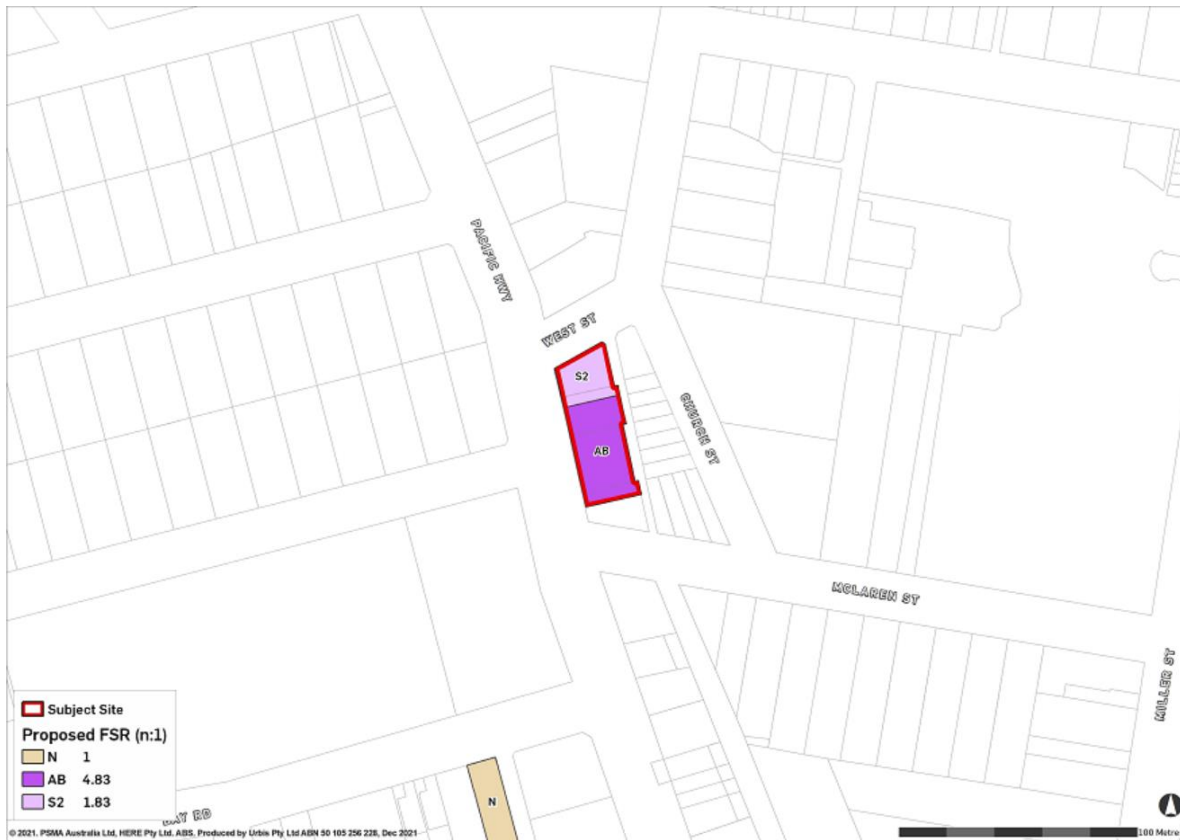 PACIFIC HWY
WEST ST
S2
CHURCH ST
AB
MCLAREN ST
MILLER ST
Subject Site
Proposed FSR (n:1)
N 1
AB 4.83
S2 1.83
N
BAY RD
© 2021. PSMA Australia Ltd, HERE Pty Ltd. ABS. Produced by Urbis Pty Ltd ABN 50 105 256 228, Dec 2021
100 Metre